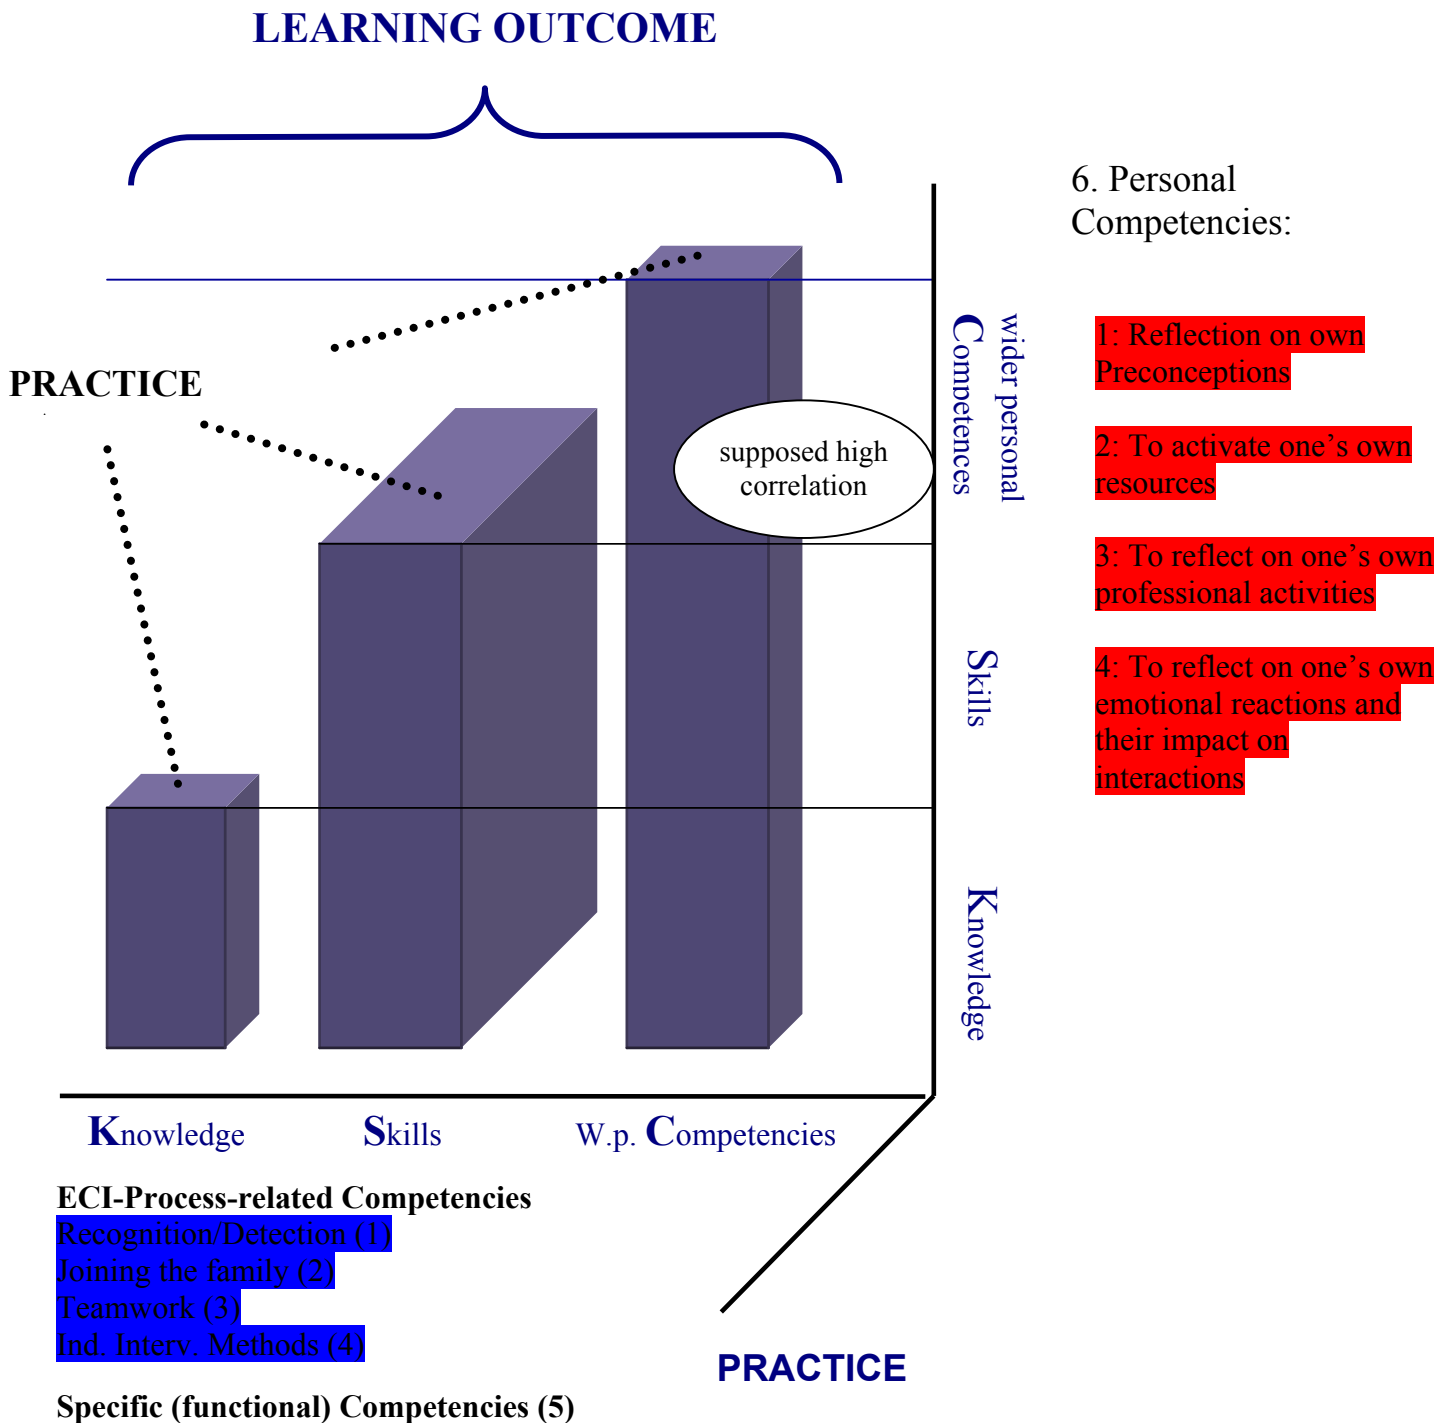 LEARNING OUTCOME
6. Personal
Competencies:
PRACTICE
wider personal
Competences
supposed high
correlation
Skills
Knowledge
1: Reflection on own
Preconceptions
2: To activate one’s own
resources
3: To reflect on one’s own
professional activities
4: To reflect on one’s own
emotional reactions and
their impact on
interactions
Knowledge
Skills
W.p. Competencies
ECI-Process-related Competencies
Recognition/Detection (1)
Joining the family (2)
Teamwork (3)
Ind. Interv. Methods (4)
PRACTICE
Specific (functional) Competencies (5)